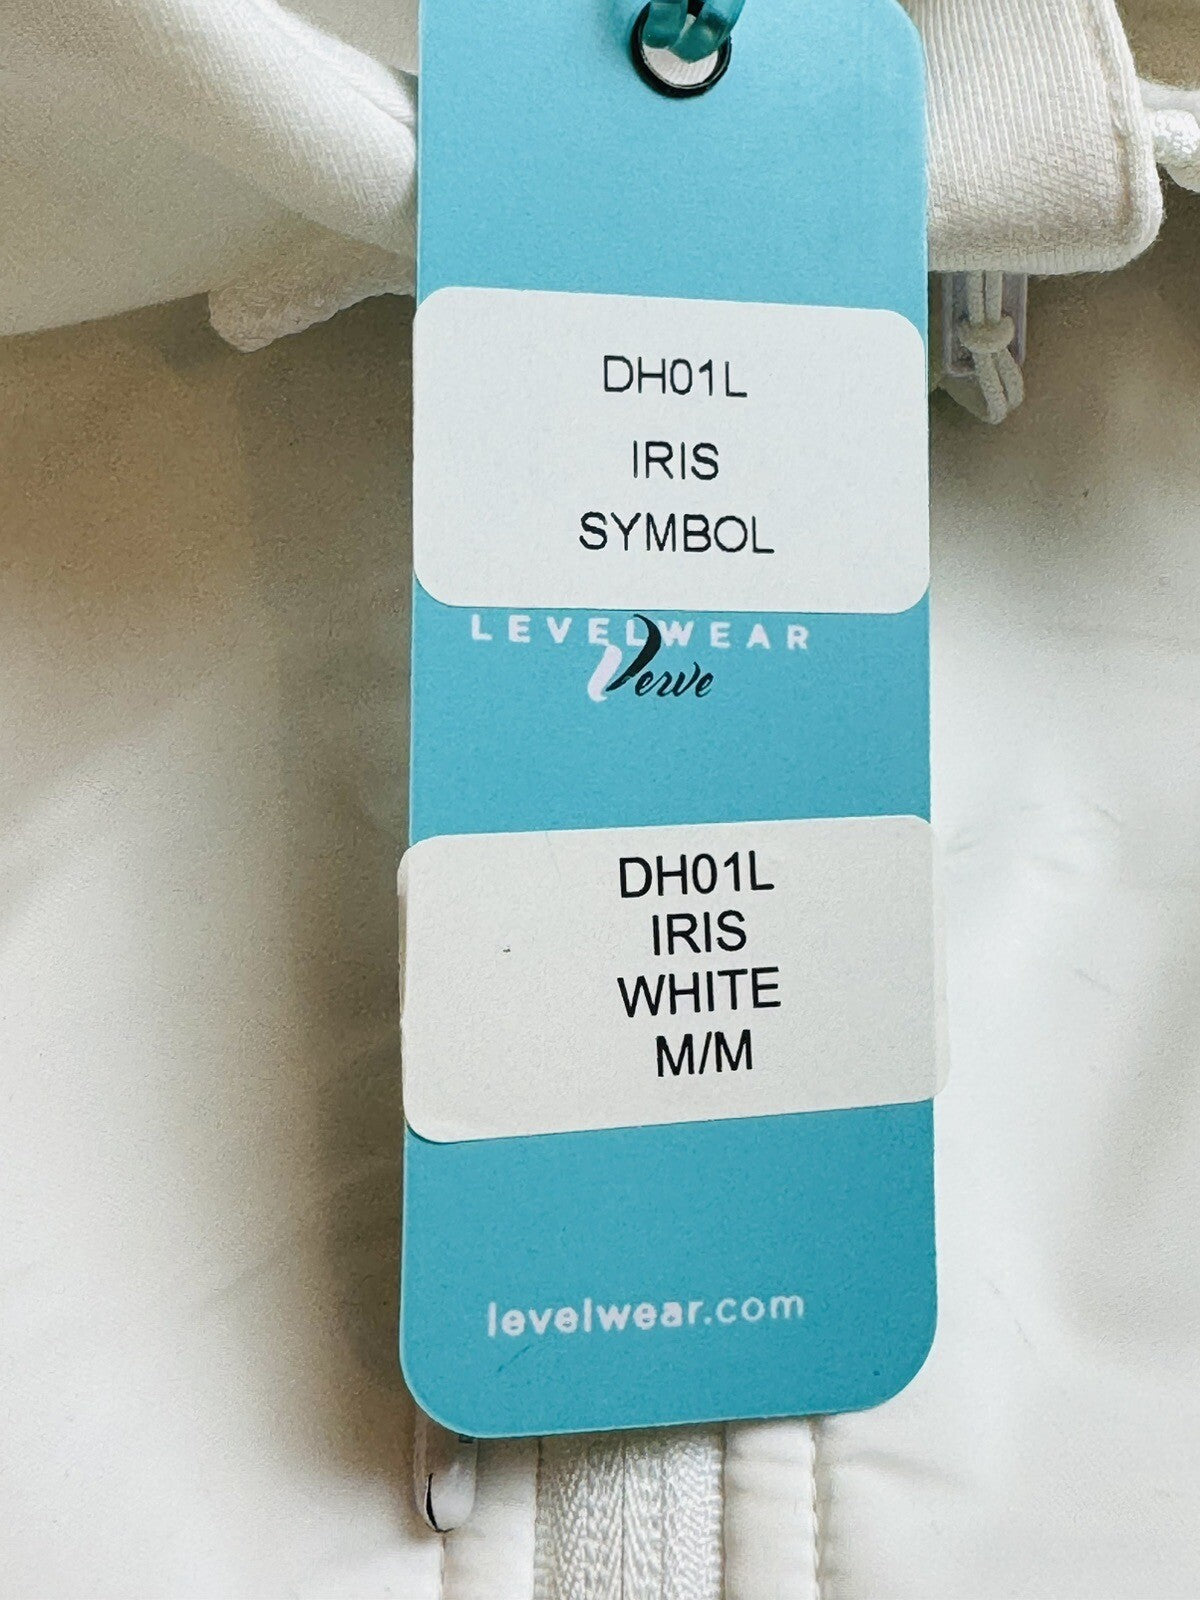 DH01L
IRIS
SYMBOL
LEVELWEAR
Verve
DH01L
IRIS
WHITE
M/M
levelwear.com